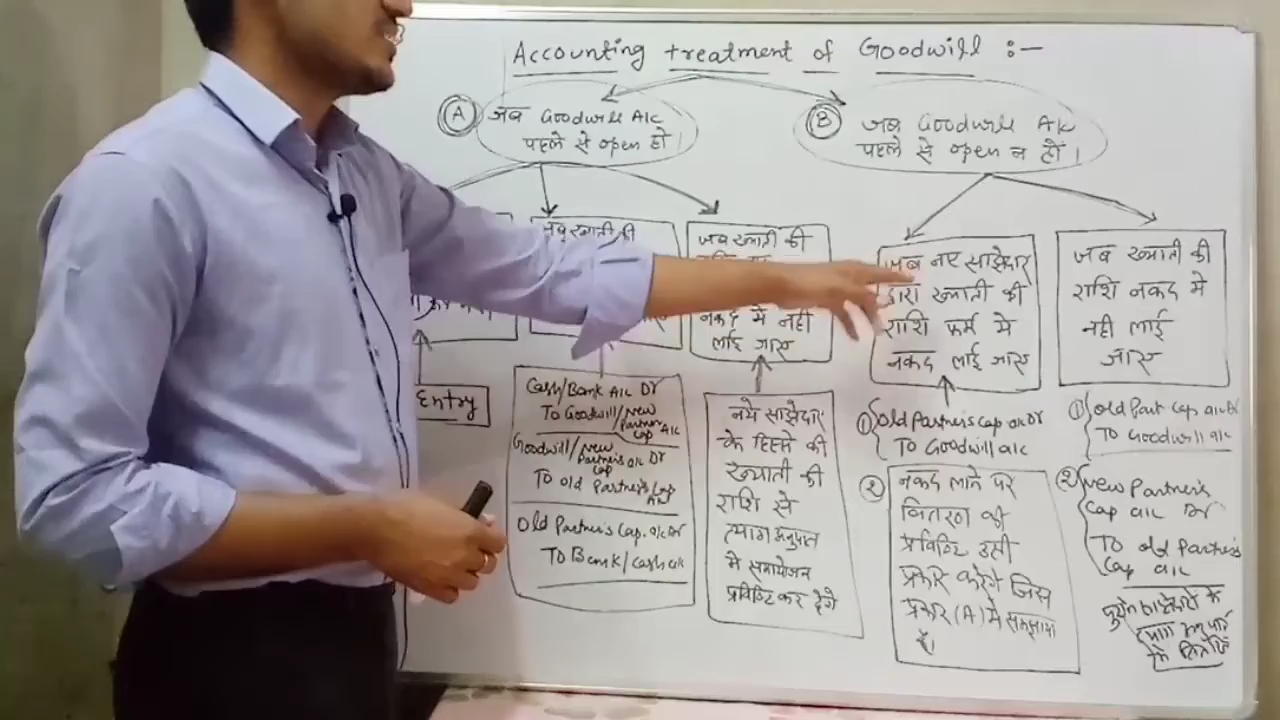 Accounting treatment of Goodwill :-
(A) जब Goodwill A/c
पहले से open हो।
(B) जब Goodwill A/c
पहले से open न हो।
जब ख्याती की
जब ख्याती की
नकद में नही
लाई जाए
जब नए साझेदार
द्वारा ख्याती की
राशि फर्म में
नकद लाई जाए
जब ख्याती की
राशि नकद में
नही लाई
जाए
Entry
Cash/Bank A/c Dr
To Goodwill/New
Partner
Cap A/c
Goodwill/New
Partner's a/c Dr
Cap
To old Partner's/Cap
A/c
Old Partner's Cap. a/c Dr
To Bank/Cash a/c
नये साझेदार
के हिस्से की
ख्याती की
राशि से
त्याग अनुपात
मे समायोजन
प्रविष्टि कर देंगे
1) Old Partner's cap a/c Dr
To Goodwill a/c
2) नकद लाने पर
वितरण की
प्रविष्टि उसी
प्रकार करेंगे जिस
प्रकार (A) में समझाया
है।
1) Old Part Cap a/c Dr
To Goodwill a/c
2) New Partner's
Cap a/c Dr
To old Partner's
Cap a/c